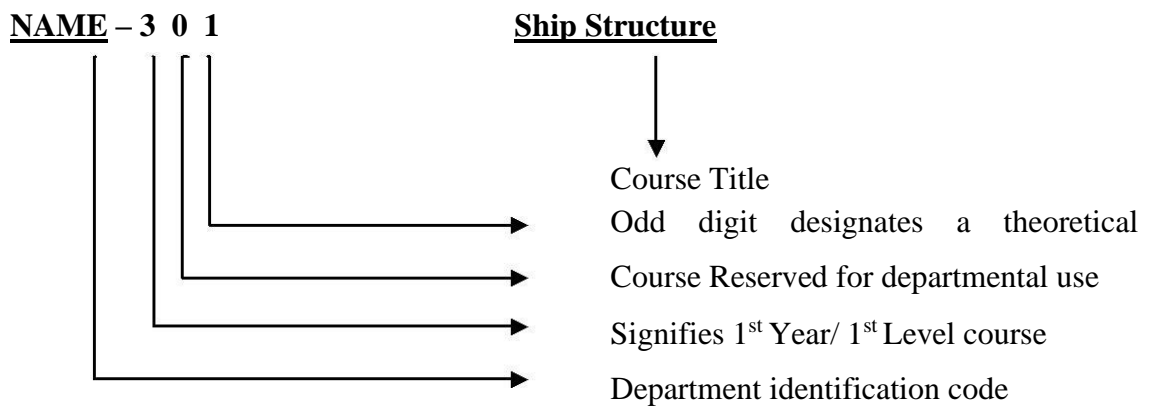 NAME – 3 0 1 Ship Structure
Course Title
Odd digit designates a theoretical
Course Reserved for departmental use
Signifies 1st Year/ 1st Level course
Department identification code